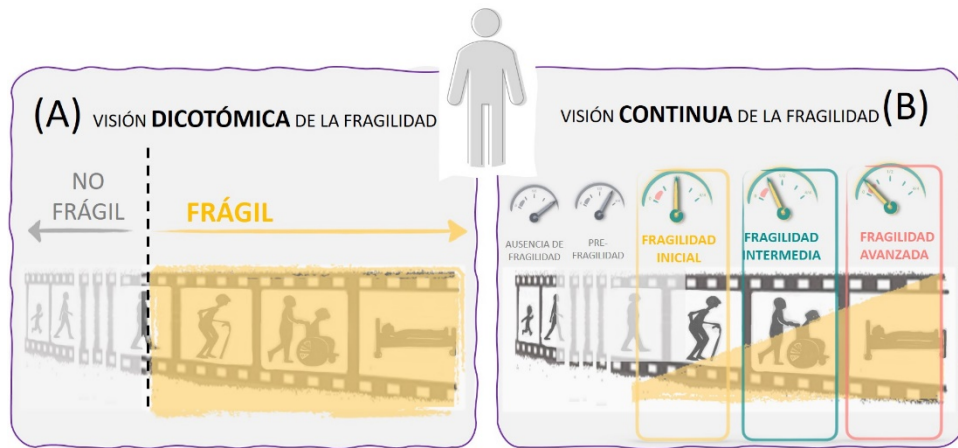 (A) VISIÓN DICOTÓMICA DE LA FRAGILIDAD
NO
FRÁGIL
FRÁGIL
VISIÓN CONTINUA DE LA FRAGILIDAD (B)
AUSENCIA DE
FRAGILIDAD
PRE-
FRAGILIDAD
FRAGILIDAD
INICIAL
FRAGILIDAD
INTERMEDIA
FRAGILIDAD
AVANZADA